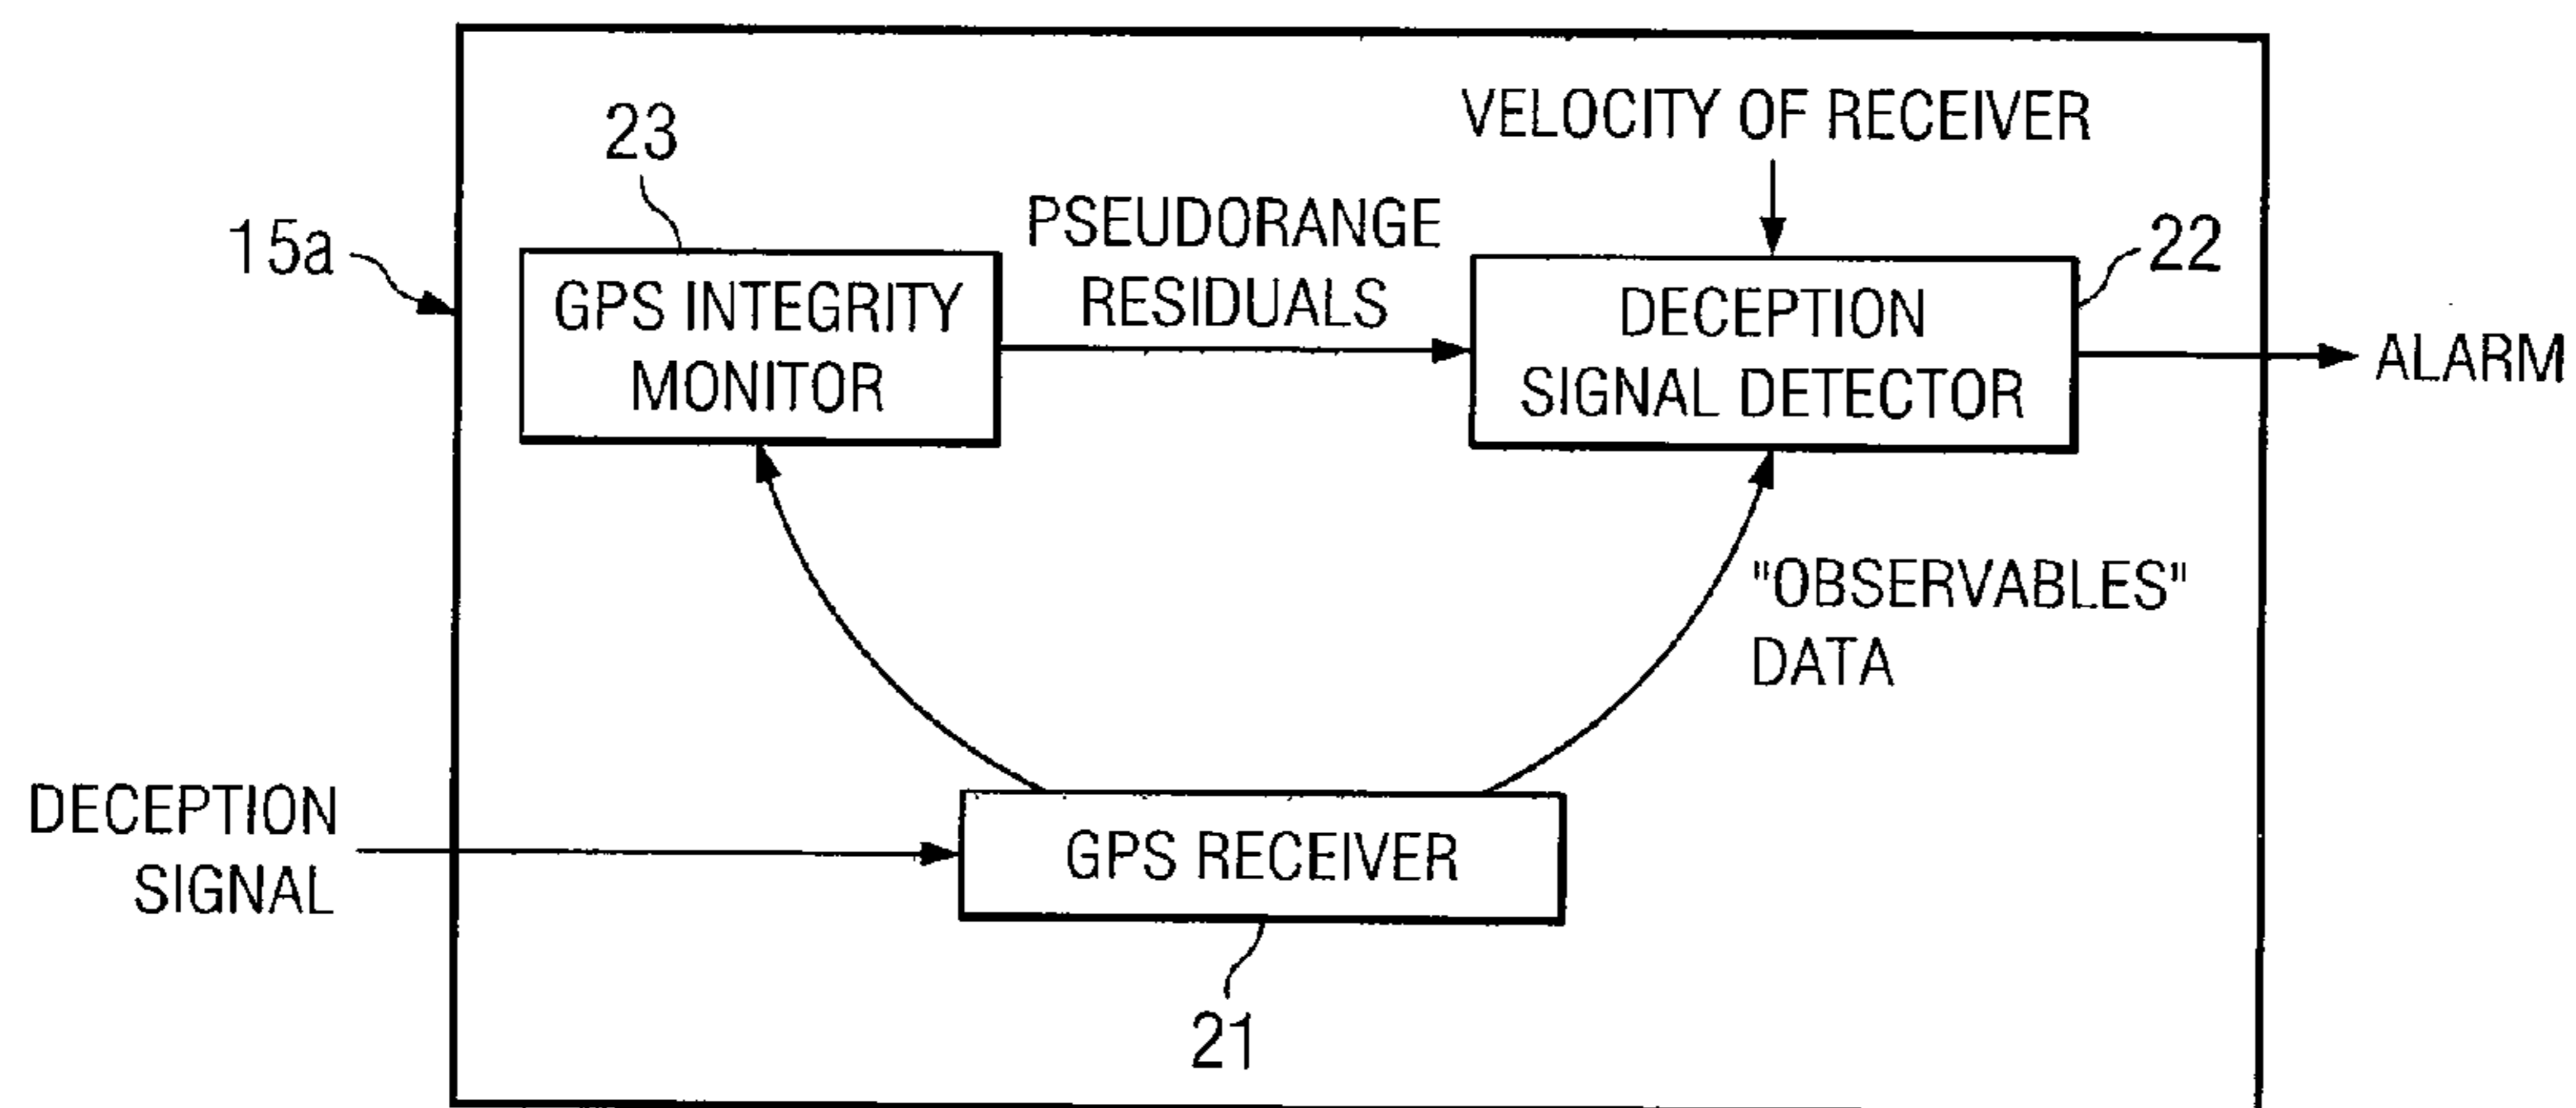 23
VELOCITY OF RECEIVER
15a
PSEUDORANGE
RESIDUALS
22
GPS INTEGRITY
MONITOR
DECEPTION
SIGNAL DETECTOR
ALARM
"OBSERVABLES"
DATA
DECEPTION
SIGNAL
GPS RECEIVER
21